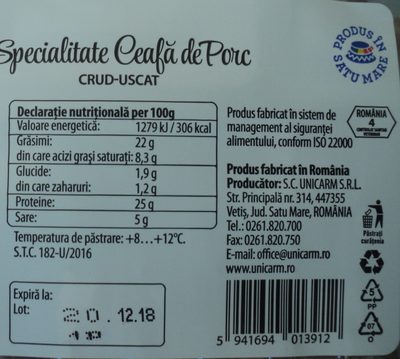 Specialitate Ceafă de Porc
CRUD-USCAT
PRODUS ÎN
SATU MARE
Declarație nutrițională per 100g
Valoare energetică: 1279 kJ / 306 kcal
Grăsimi: 22 g
din care acizi grași saturați: 8,3 g
Glucide: 1,9 g
din care zaharuri: 1,2 g
Proteine: 25 g
Sare: 5 g
Temperatura de păstrare: +8...+12°C.
S.T.C. 182-U/2016
Produs fabricat în sistem de
management al siguranței
alimentului, conform ISO 22000
ROMÂNIA
4
Produs fabricat în România
Producător: S.C. UNICARM S.R.L.
Str. Principală nr. 314, 447355
Vetiș, Jud. Satu Mare, ROMÂNIA
Tel.: 0261.820.700
Fax: 0261.820.750
E-mail: office@unicarm.ro
www.unicarm.ro
Păstrați
curățenia
5
PP
07
O
Expiră la:
Lot:
20.12.18
5 941694 013912